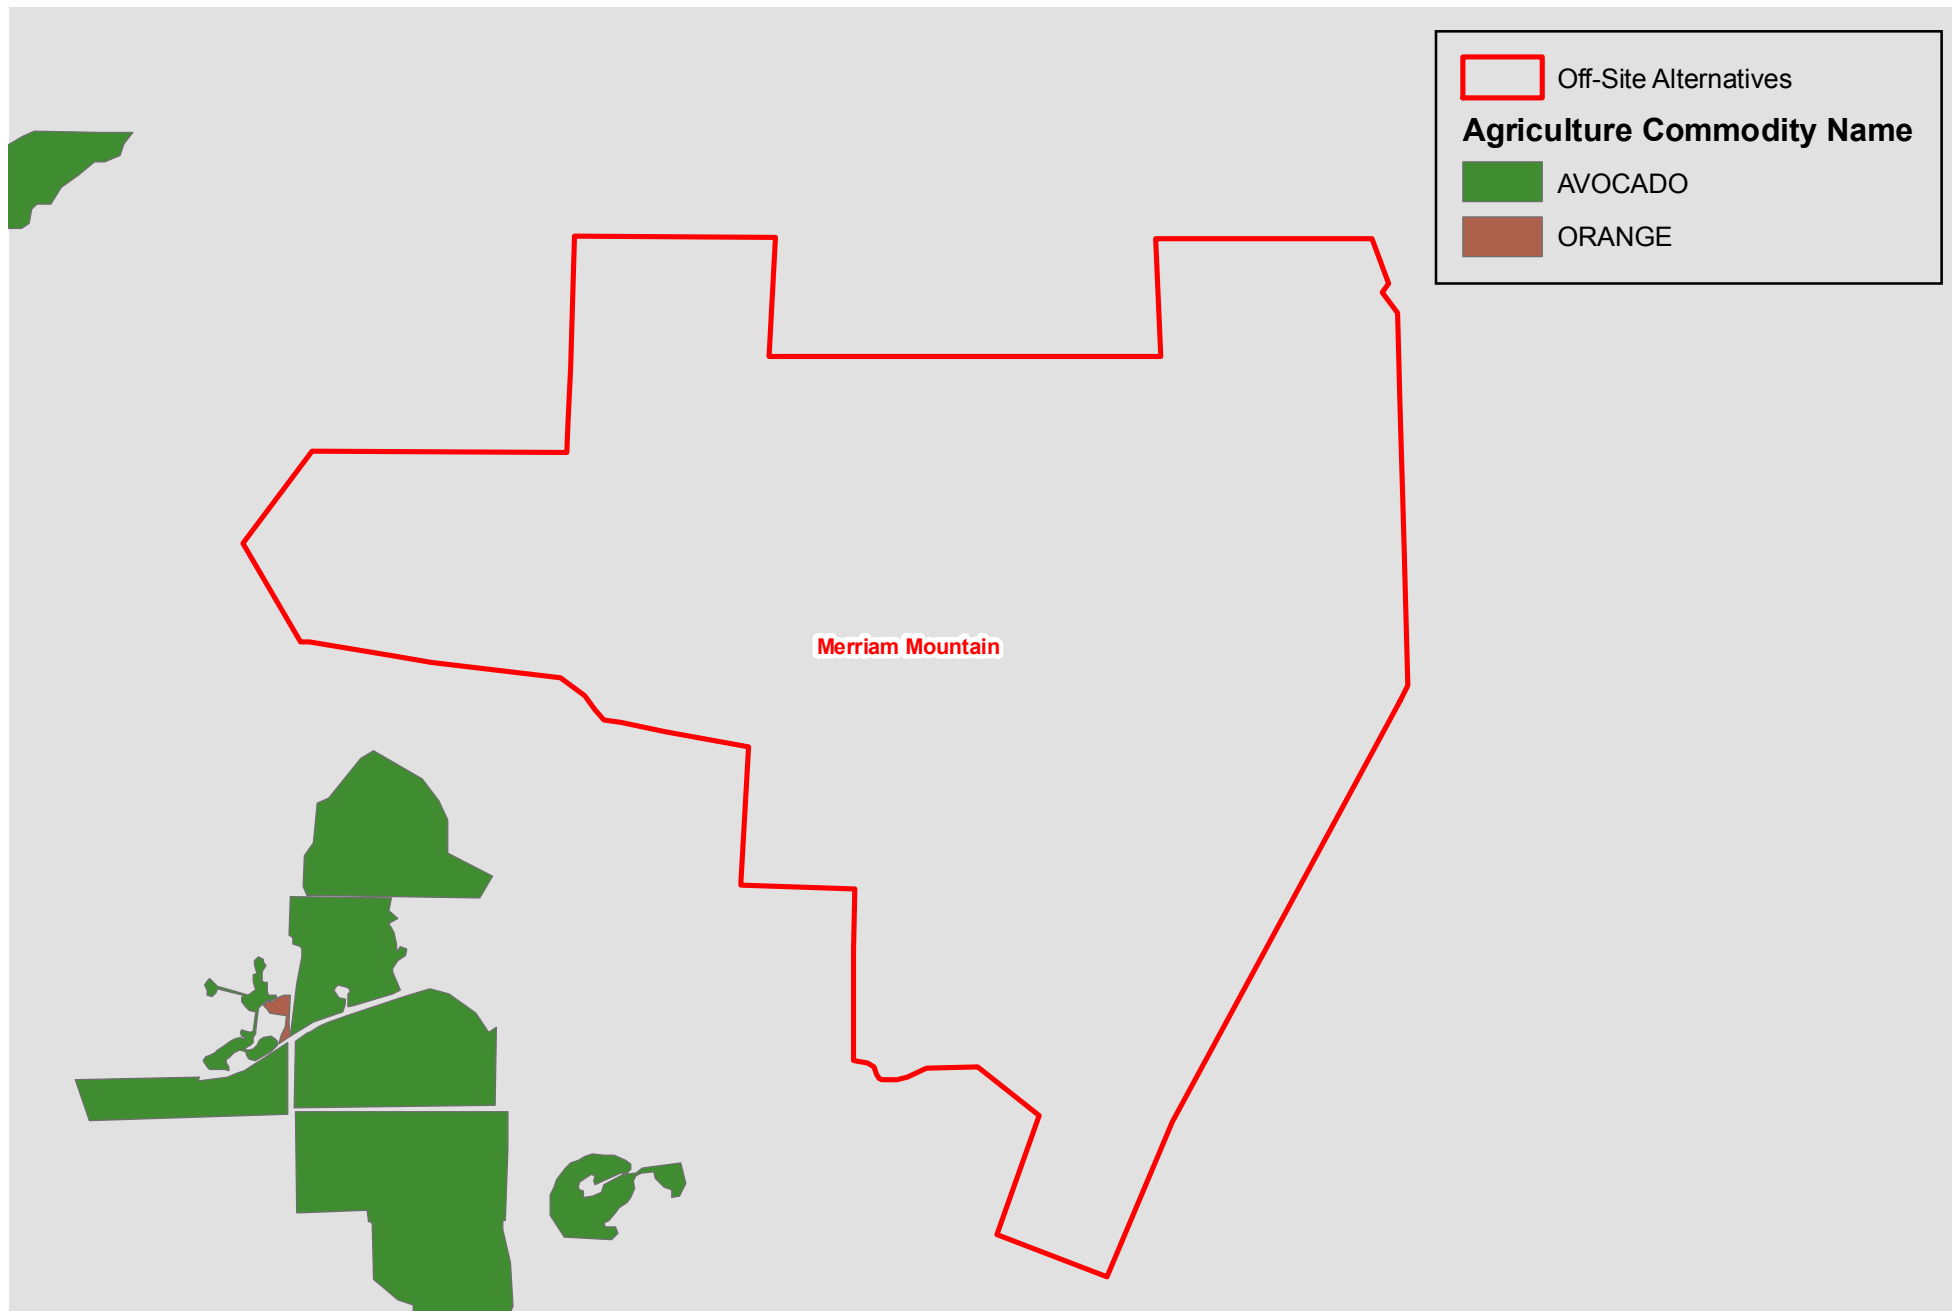 Off-Site Alternatives
Agriculture Commodity Name
AVOCADO
ORANGE
Merriam Mountain